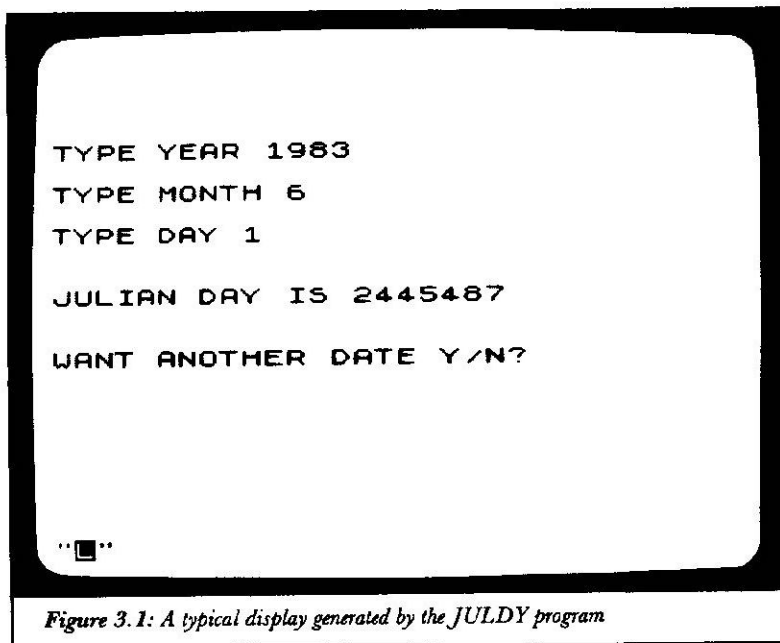 TYPE YEAR 1983
TYPE MONTH 6
TYPE DAY 1
JULIAN DAY IS 2445487
WANT ANOTHER DATE Y/N?
"L"
Figure 3.1: A typical display generated by the JULDY program